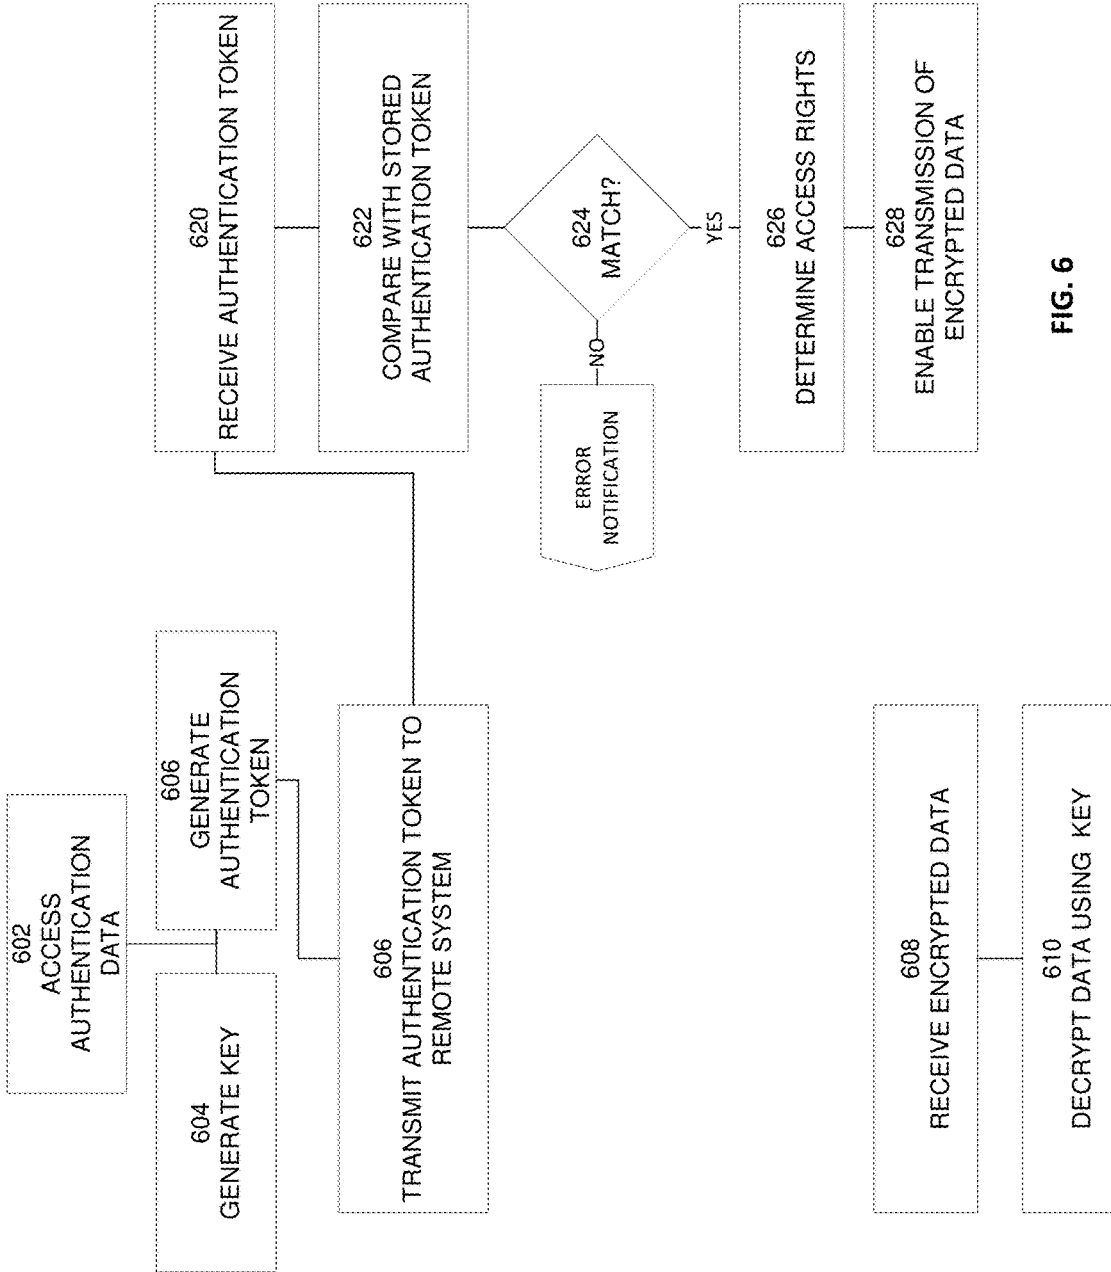 602
ACCESS
AUTHENTICATION
DATA
604
GENERATE KEY
606
GENERATE
AUTHENTICATION
TOKEN
606
TRANSMIT AUTHENTICATION TOKEN TO
REMOTE SYSTEM
608
RECEIVE ENCRYPTED DATA
610
DECRYPT DATA USING KEY
620
RECEIVE AUTHENTICATION TOKEN
622
COMPARE WITH STORED
AUTHENTICATION TOKEN
624
MATCH?
NO
ERROR
NOTIFICATION
YES
626
DETERMINE ACCESS RIGHTS
628
ENABLE TRANSMISSION OF
ENCRYPTED DATA
FIG. 6